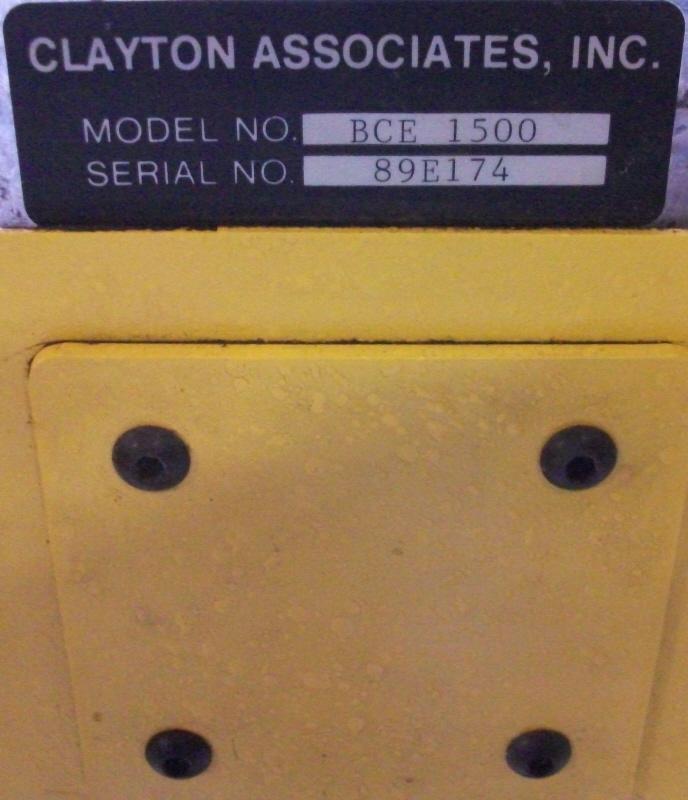 CLAYTON ASSOCIATES, INC.
MODEL NO. BCE 1500
SERIAL NO. 89E174